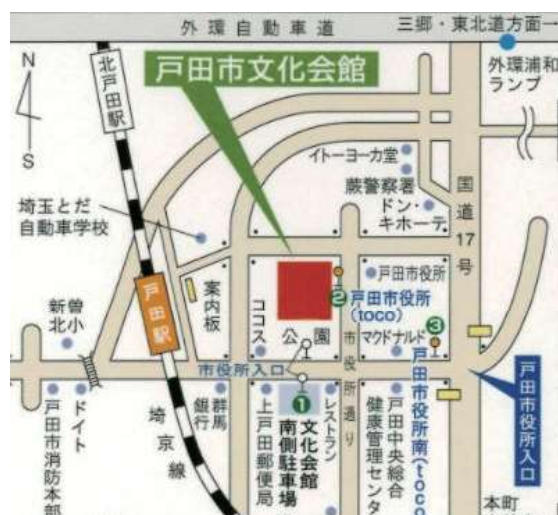 外環自動車道
三郷・東北道方面
N
S
北戸田駅
戸田市文化会館
外環浦和
ランプ
イトーヨーカ堂
蕨警察署
ドン・
キホーテ
国道17号
埼玉とだ
自動車学校
戸田市役所
戸田駅
案内板
❷戸田市役所
(toco)
新曽
北小
ココス
公園
マクドナルド
❸
市役所入口
市役所通り
戸田市役所南(toco
戸田市役所入口
戸田市消防本部
ドイト
埼京線
群馬
銀行
上戸田郵便局
❶
文化会館
南側駐車場
レストラン
戸田中央総合
健康管理センタ
本町